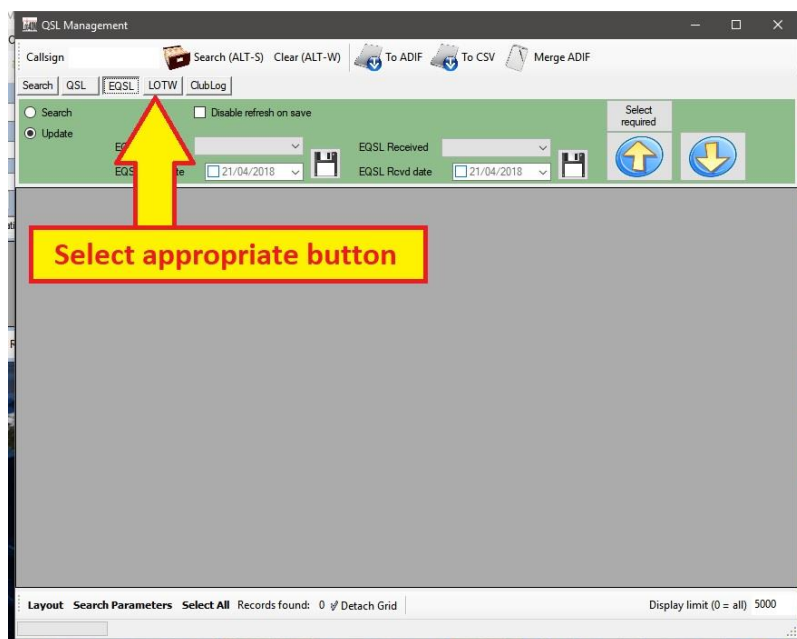 QSL Management
Callsign Search (ALT-S) Clear (ALT-W) To ADIF To CSV Merge ADIF
Search QSL EQSL LOTW ClubLog
Search Disable refresh on save Select required
Update
EQSL Received
21/04/2018 EQSL Rcvd date 21/04/2018
Select appropriate button
Layout Search Parameters Select All Records found: 0 Detach Grid Display limit (0 = all) 5000